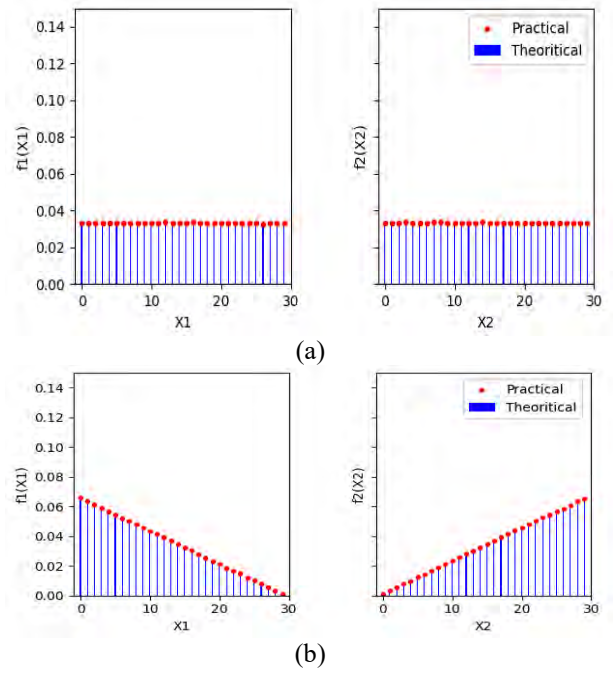 0.14
0.12
0.10
0.08
0.06
0.04
0.02
0.00
f1(X1)
0 10 20 30
X1
f2(X2)
Practical
Theoritical
0 10 20 30
X2
(a)
0.14
0.12
0.10
0.08
0.06
0.04
0.02
0.00
f1(X1)
0 10 20 30
X1
f2(X2)
Practical
Theoritical
0 10 20 30
X2
(b)